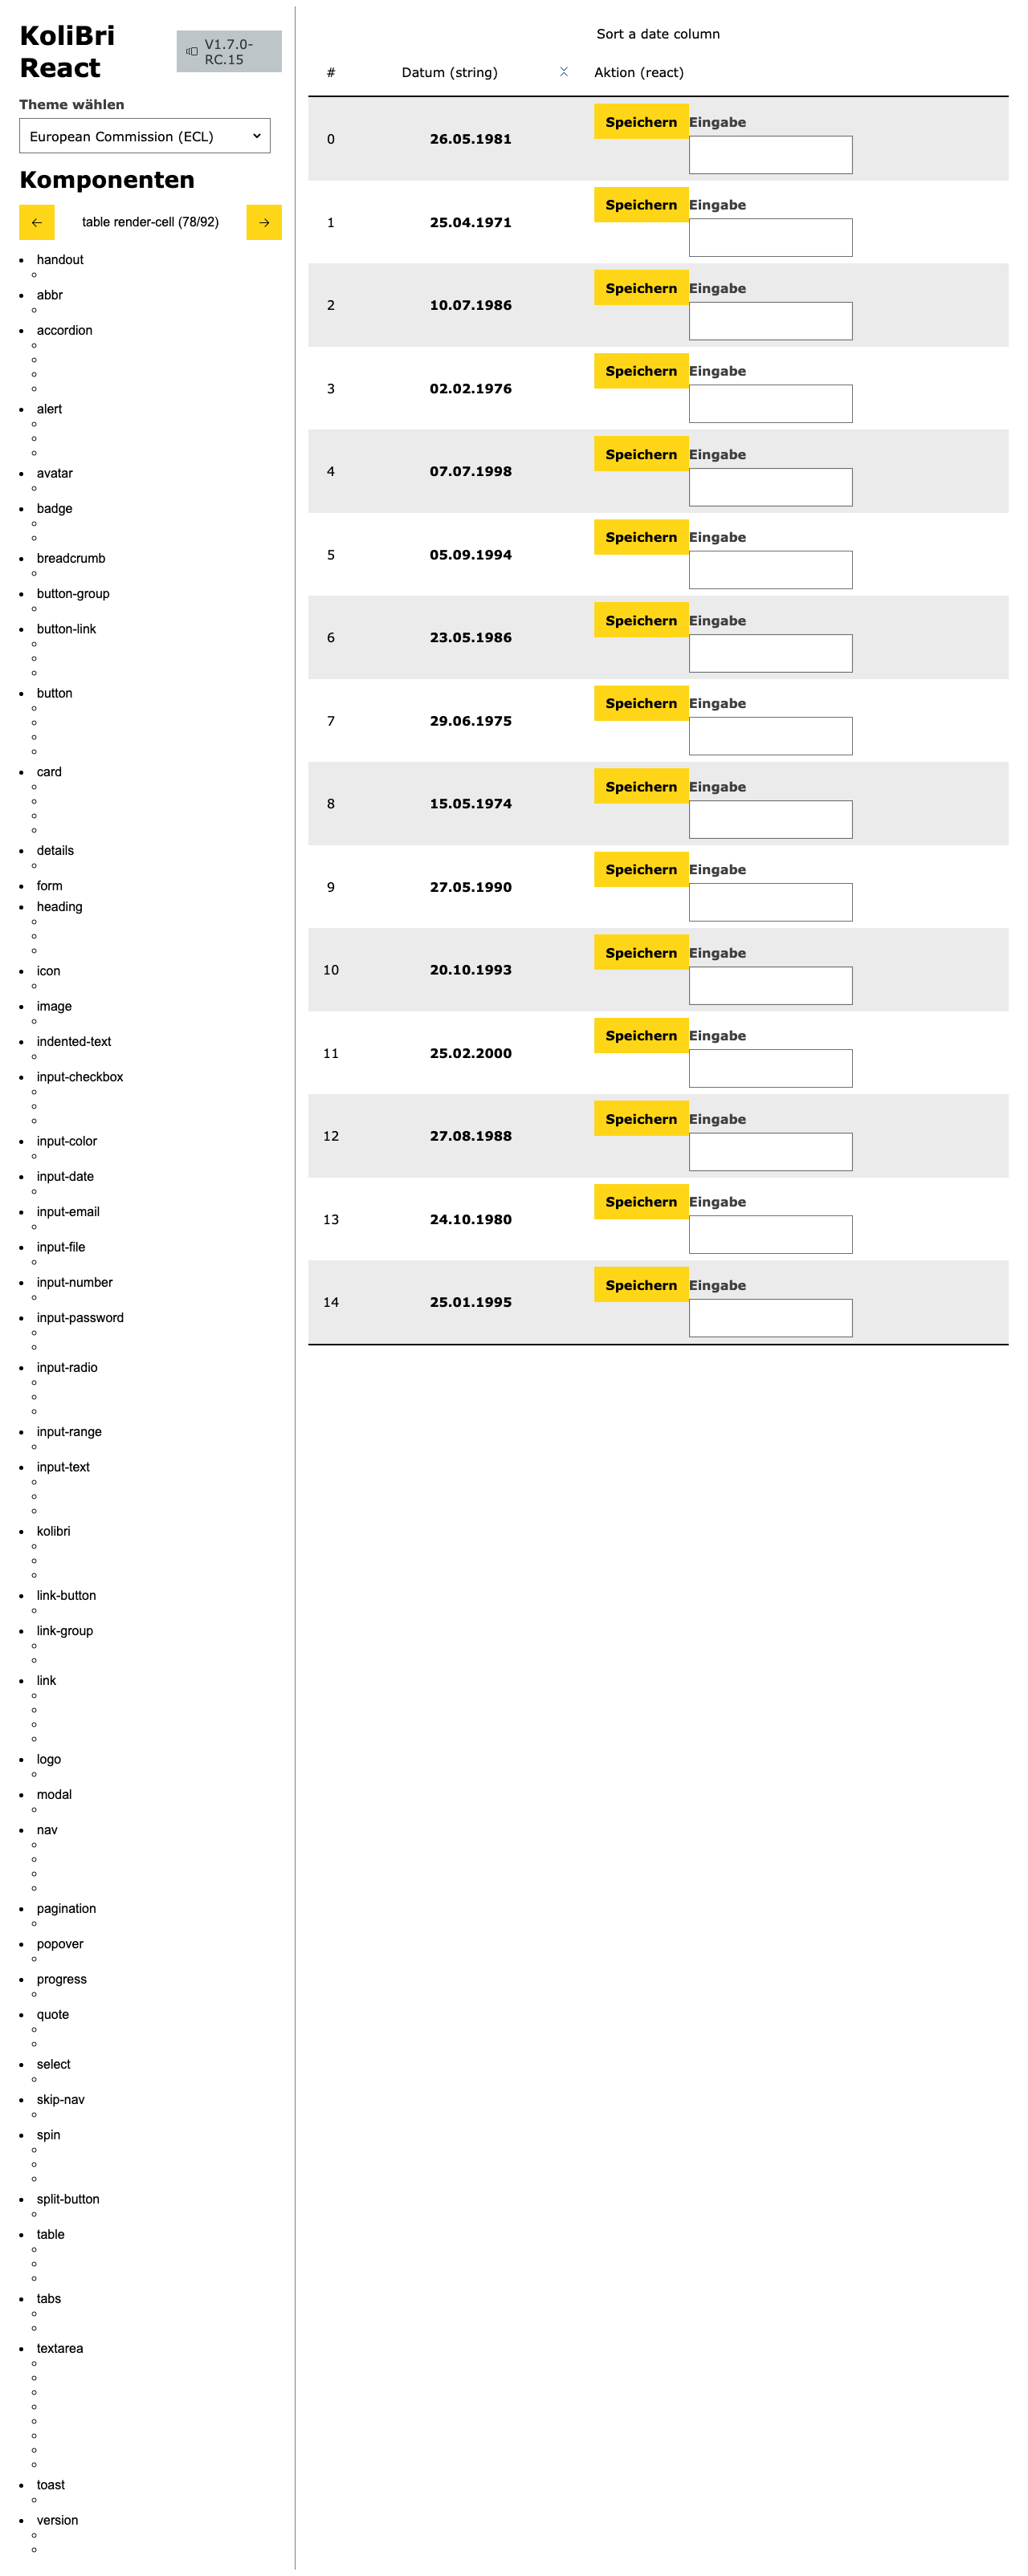 KoliBri
React
V1.7.0-
RC.15
Theme wählen
European Commission (ECL)
Komponenten
table render-cell (78/92)
handout
abbr
accordion
alert
avatar
badge
breadcrumb
button-group
button-link
button
card
details
form
heading
icon
image
indented-text
input-checkbox
input-color
input-date
input-email
input-file
input-number
input-password
input-radio
input-range
input-text
kolibri
link-button
link-group
link
logo
modal
nav
pagination
popover
progress
quote
select
skip-nav
spin
split-button
table
tabs
textarea
toast
version
Sort a date column
# Datum (string) Aktion (react)
0 26.05.1981 Speichern Eingabe
1 25.04.1971 Speichern Eingabe
2 10.07.1986 Speichern Eingabe
3 02.02.1976 Speichern Eingabe
4 07.07.1998 Speichern Eingabe
5 05.09.1994 Speichern Eingabe
6 23.05.1986 Speichern Eingabe
7 29.06.1975 Speichern Eingabe
8 15.05.1974 Speichern Eingabe
9 27.05.1990 Speichern Eingabe
10 20.10.1993 Speichern Eingabe
11 25.02.2000 Speichern Eingabe
12 27.08.1988 Speichern Eingabe
13 24.10.1980 Speichern Eingabe
14 25.01.1995 Speichern Eingabe